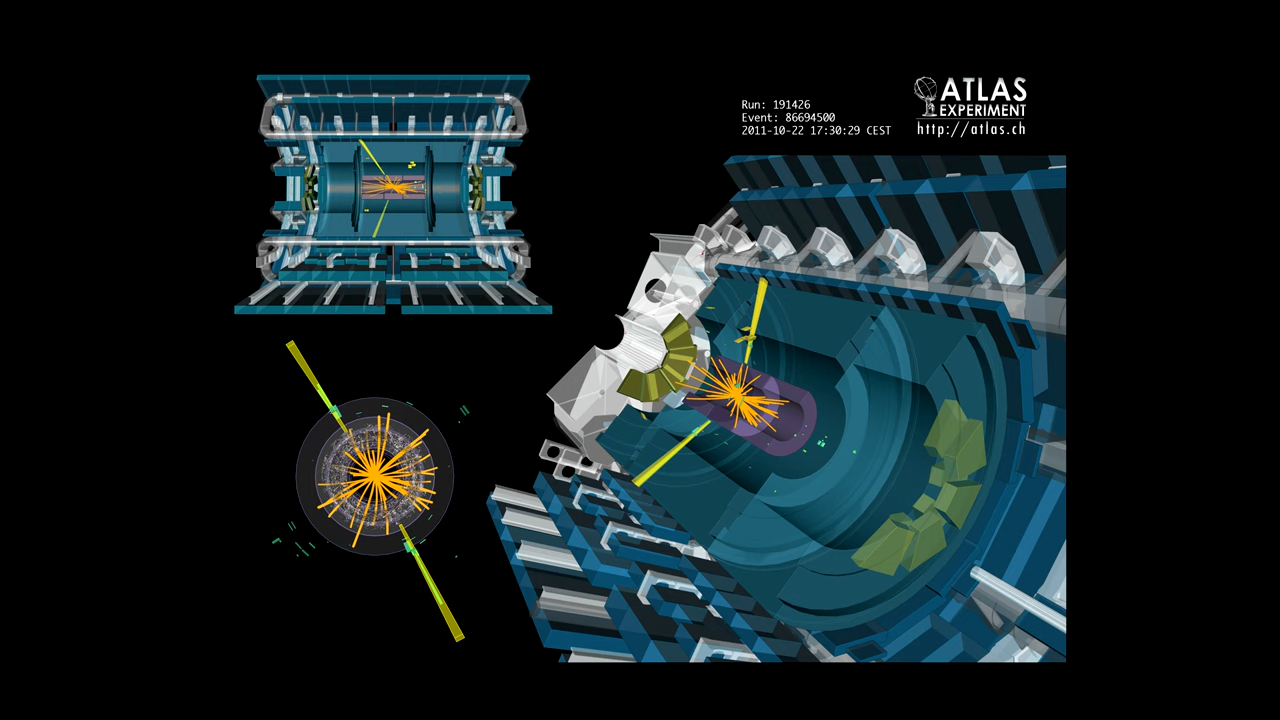 Run: 191426
Event: 86694500
2011-10-22 17:30:29 CEST
ATLAS
EXPERIMENT
http://atlas.ch